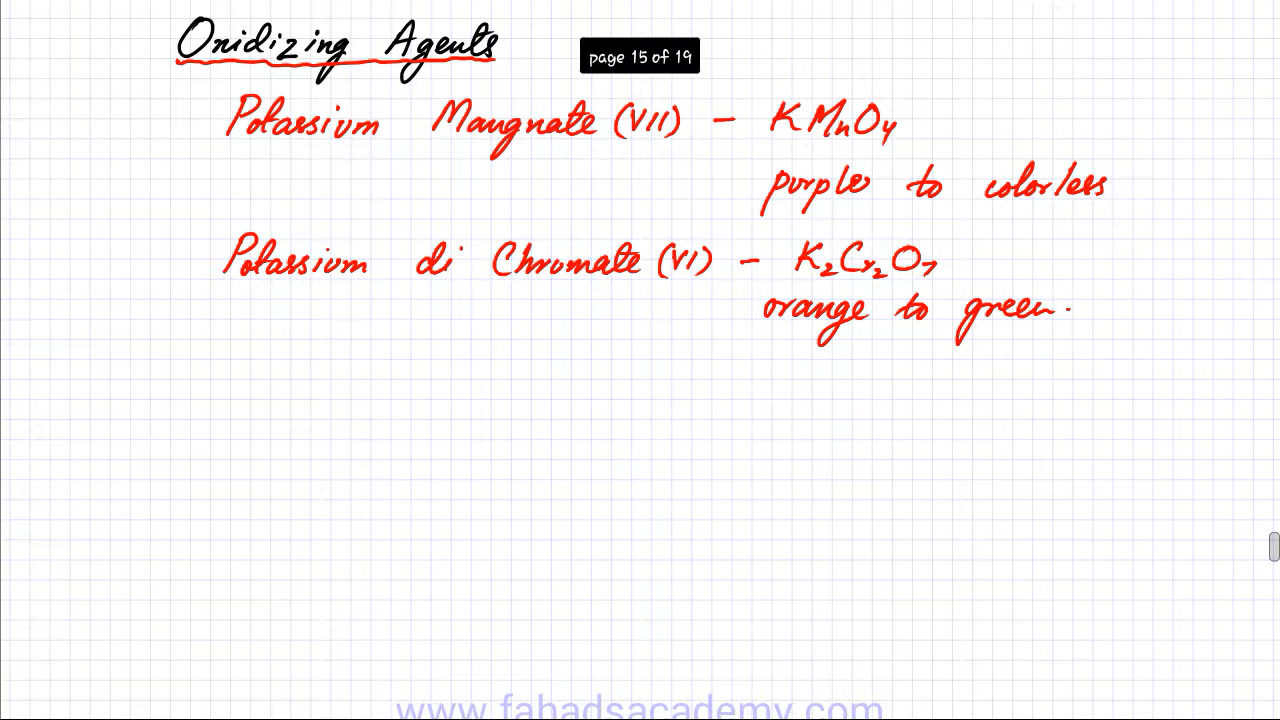 Oxidizing Agents
page 15 of 19
Potassium Mangnate (VII) - KMnO₄
purple to colorless
Potassium di Chromate (VI) - K₂Cr₂O₇
orange to green.
www.fahadsacademy.com